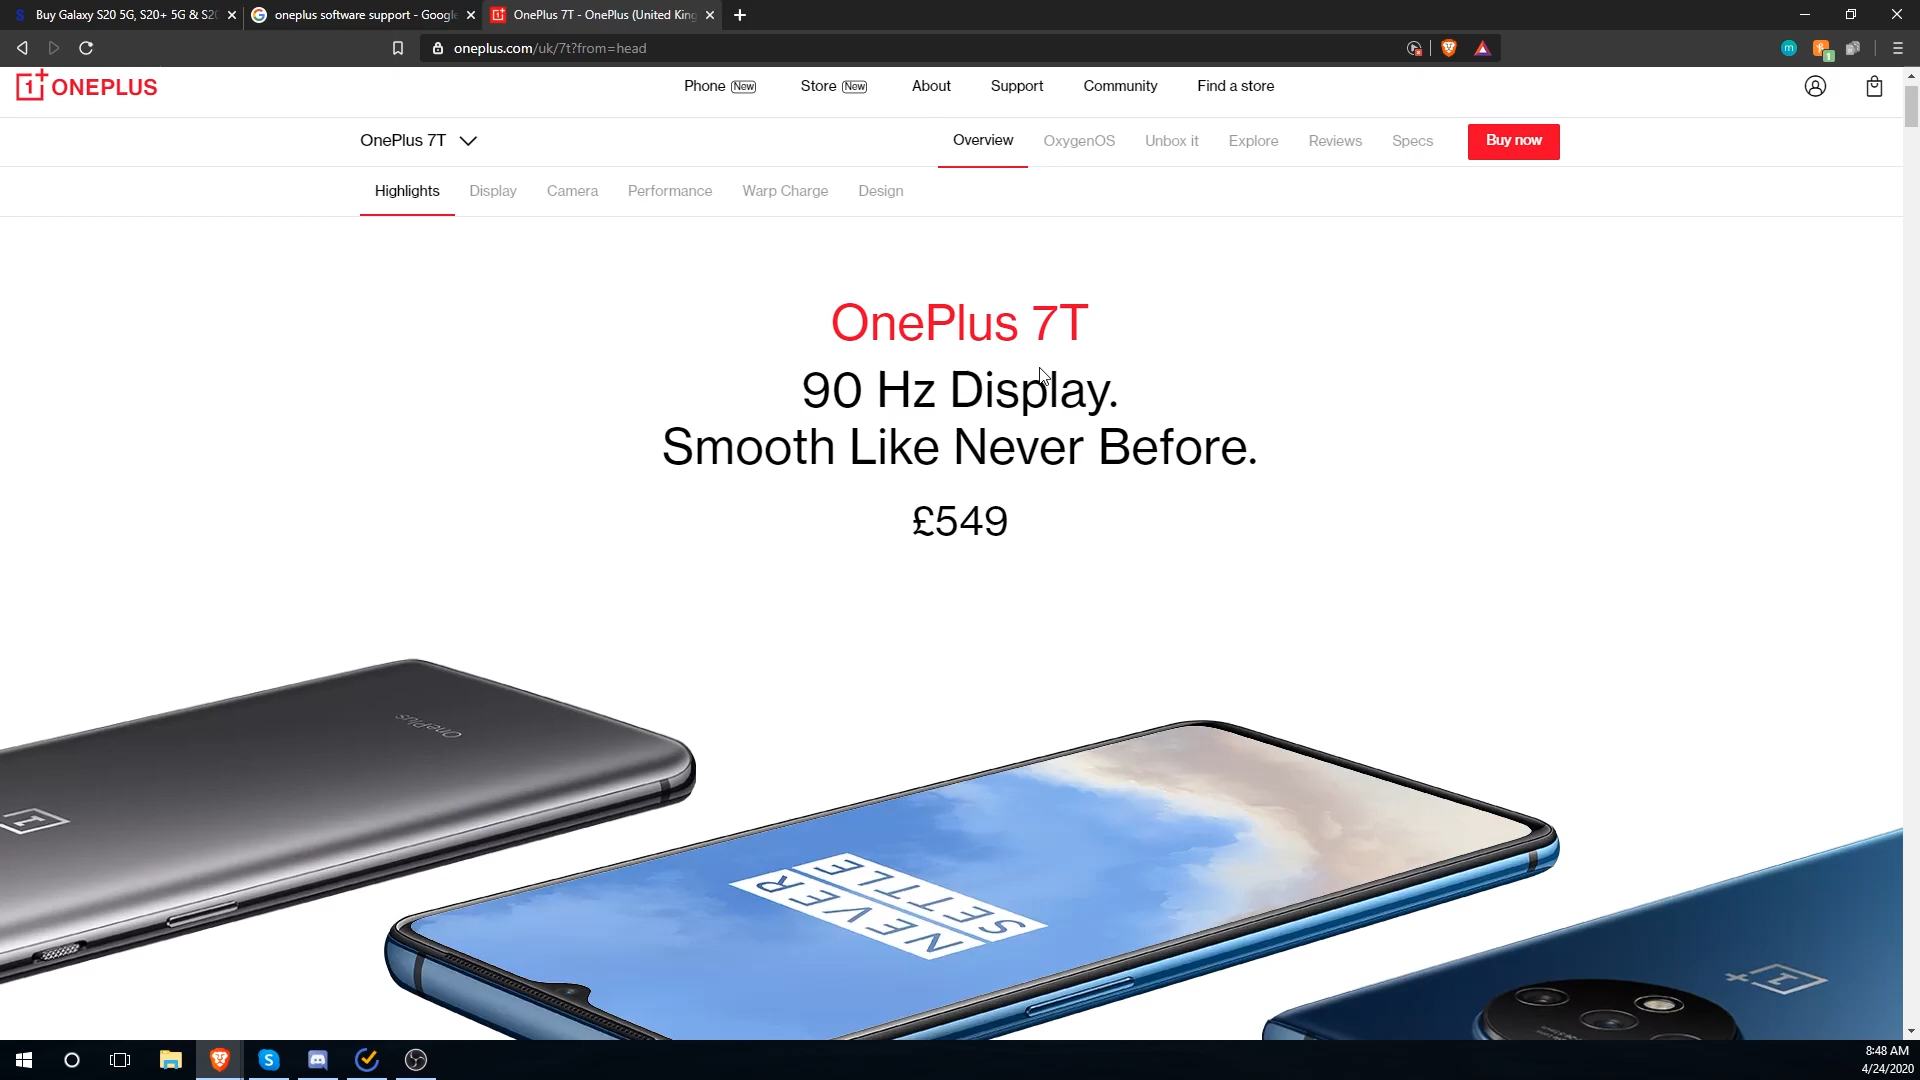 Buy Galaxy S20 5G, S20+ 5G & S20
oneplus software support - Google
OnePlus 7T - OnePlus (United King
oneplus.com/uk/7t?from=head
m
1
ONEPLUS
Phone New
Store New
About
Support
Community
Find a store
OnePlus 7T
Overview
OxygenOS
Unbox it
Explore
Reviews
Specs
Buy now
Highlights
Display
Camera
Performance
Warp Charge
Design
OnePlus 7T
90 Hz Display.
Smooth Like Never Before.
£549
OnePlus
NEVER
SETTLE
8:48 AM
4/24/2020